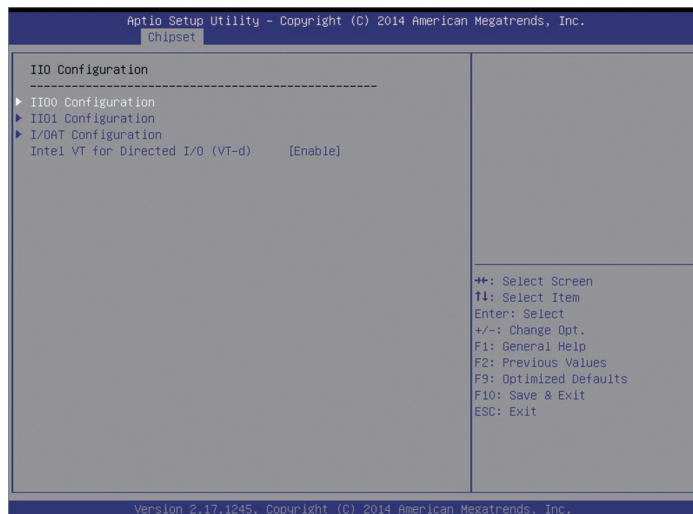 Aptio Setup Utility – Copyright (C) 2014 American Megatrends, Inc.
Chipset
IIO Configuration
--------------------------------------------------
▶ IIO0 Configuration
▶ IIO1 Configuration
▶ I/OAT Configuration
Intel VT for Directed I/O (VT-d) [Enable]
→←: Select Screen
↑↓: Select Item
Enter: Select
+/-: Change Opt.
F1: General Help
F2: Previous Values
F9: Optimized Defaults
F10: Save & Exit
ESC: Exit
Version 2.17.1245. Copyright (C) 2014 American Megatrends, Inc.